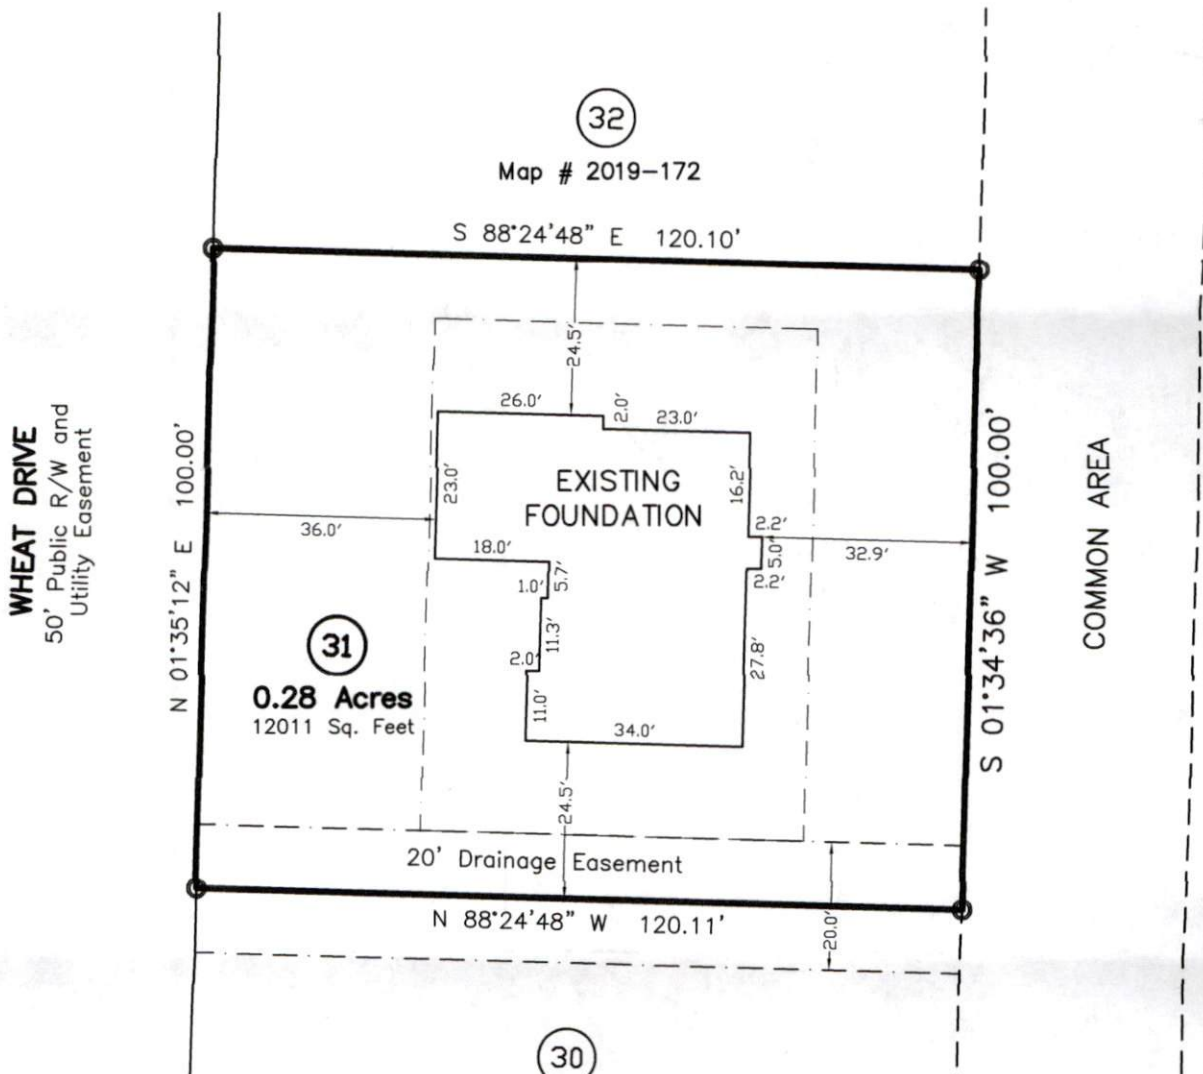 32
Map # 2019-172
S 88°24'48" E 120.10'
WHEAT DRIVE
50' Public R/W and
Utility Easement
N 01°35'12" E 100.00'
24.5'
26.0'
2.0'
23.0'
23.0'
EXISTING
FOUNDATION
16.2'
36.0'
2.2'
5.0'
2.2'
32.9'
18.0'
1.0'
5.7'
11.3'
2.0'
11.0'
27.8'
34.0'
31
0.28 Acres
12011 Sq. Feet
S 01°34'36" W 100.00'
COMMON AREA
24.5'
20' Drainage Easement
N 88°24'48" W 120.11'
20.0'
30